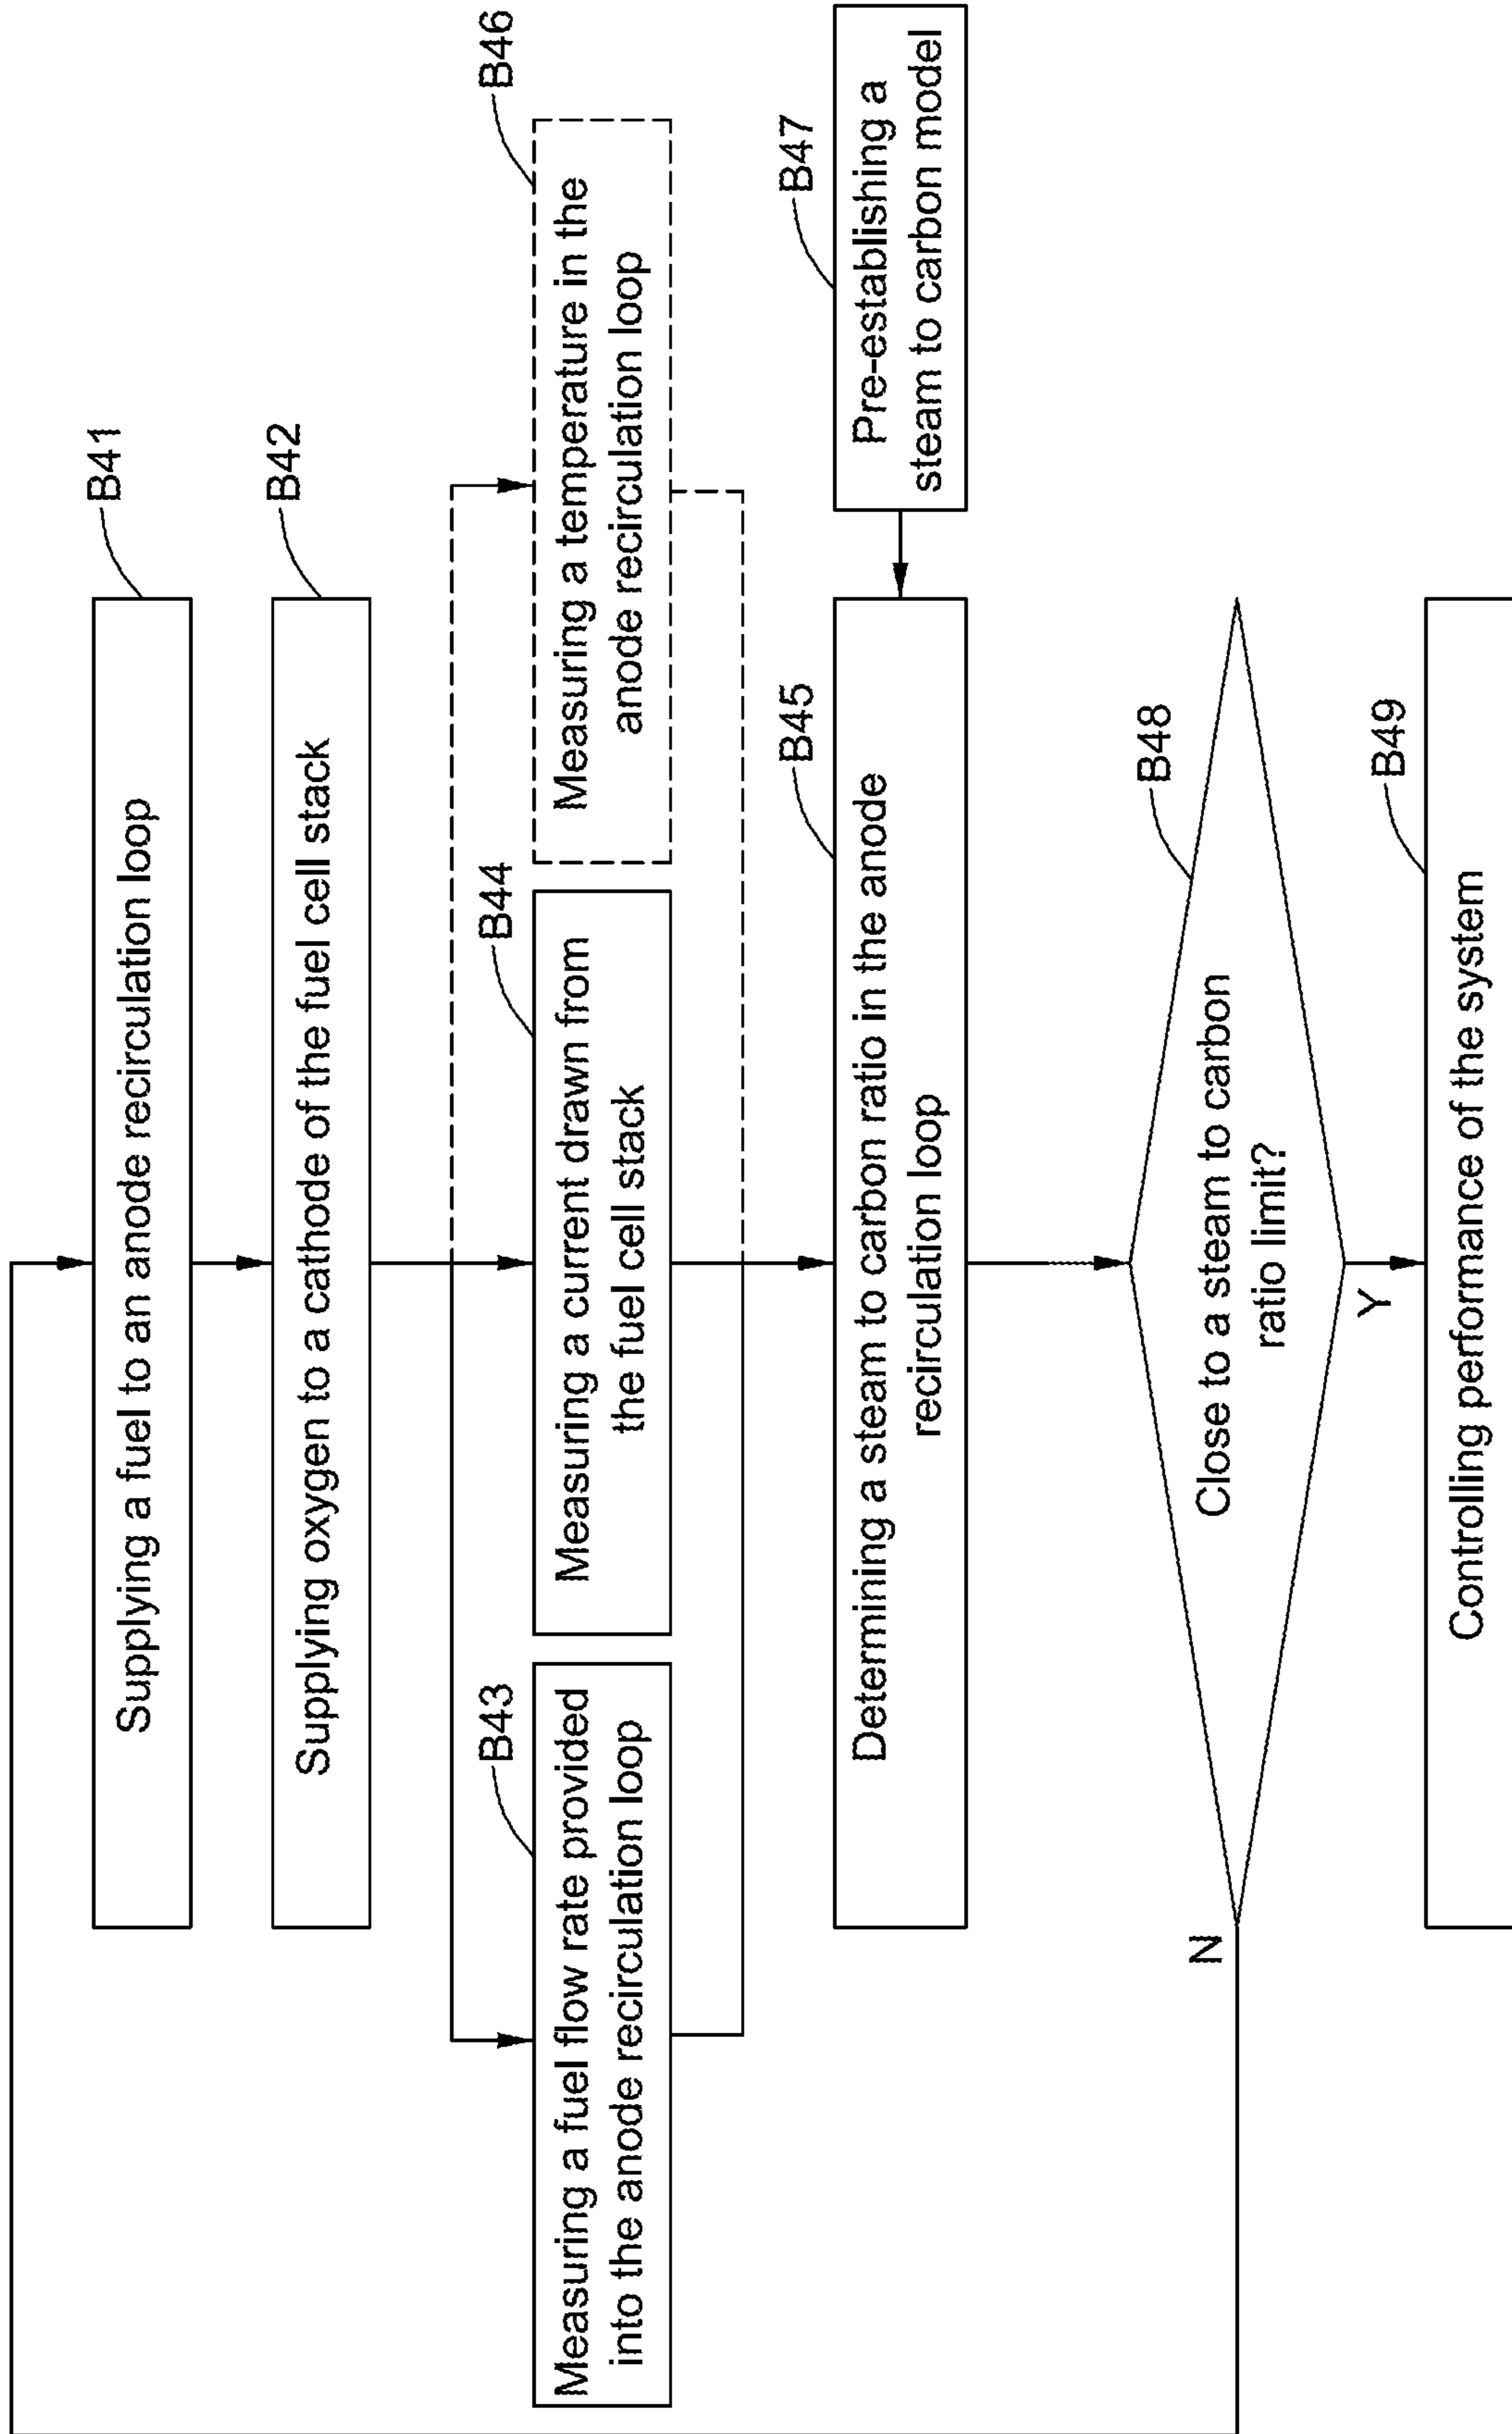 B41
Supplying a fuel to an anode recirculation loop
B42
Supplying oxygen to a cathode of the fuel cell stack
B43
Measuring a fuel flow rate provided
into the anode recirculation loop
B44
Measuring a current drawn from
the fuel cell stack
B46
Measuring a temperature in the
anode recirculation loop
B45
Determining a steam to carbon ratio in the anode
recirculation loop
B47
Pre-establishing a
steam to carbon model
B48
Close to a steam to carbon
ratio limit?
N
Y
B49
Controlling performance of the system